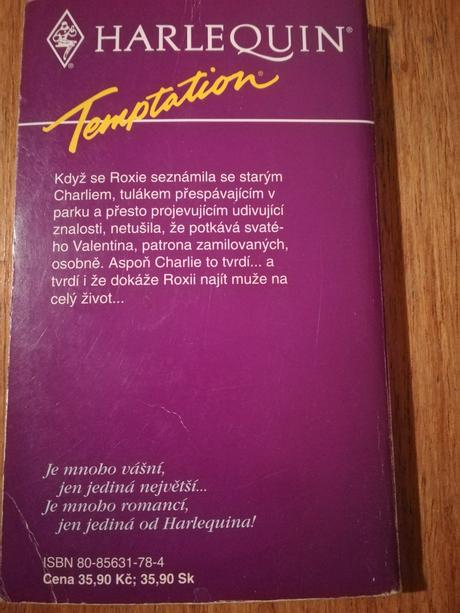 HARLEQUIN®
Temptation®
Když se Roxie seznámila se starým
Charliem, tulákem přespávajícím v
parku a přesto projevujícím udivující
znalosti, netušila, že potkává svaté-
ho Valentina, patrona zamilovaných,
osobně. Aspoň Charlie to tvrdí... a
tvrdí i že dokáže Roxii najít muže na
celý život...
Je mnoho vášní,
jen jediná největší...
Je mnoho romancí,
jen jediná od Harlequina!
ISBN 80-85631-78-4
Cena 35,90 Kč; 35,90 Sk